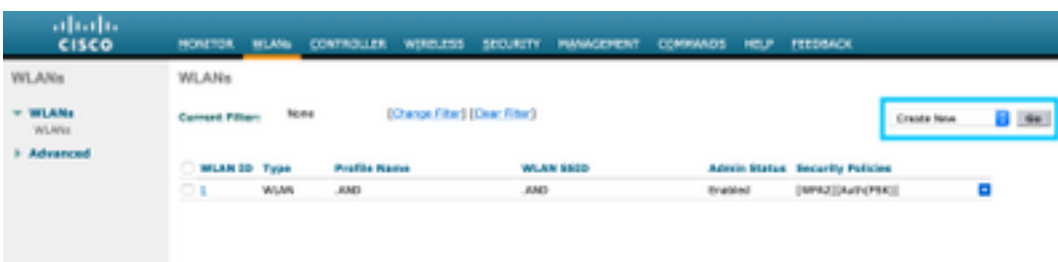 CISCO
MONITOR WLANs CONTROLLER WIRELESS SECURITY MANAGEMENT COMMANDS HELP FEEDBACK
WLANs
WLANs
WLANs
WLANs
Advanced
Current Filter: None [Change Filter] [Clear Filter]
Create New Go
WLAN ID Type Profile Name WLAN SSID Admin Status Security Policies
1 WLAN .AND .AND Enabled [WPA2][Auth(PSK)]